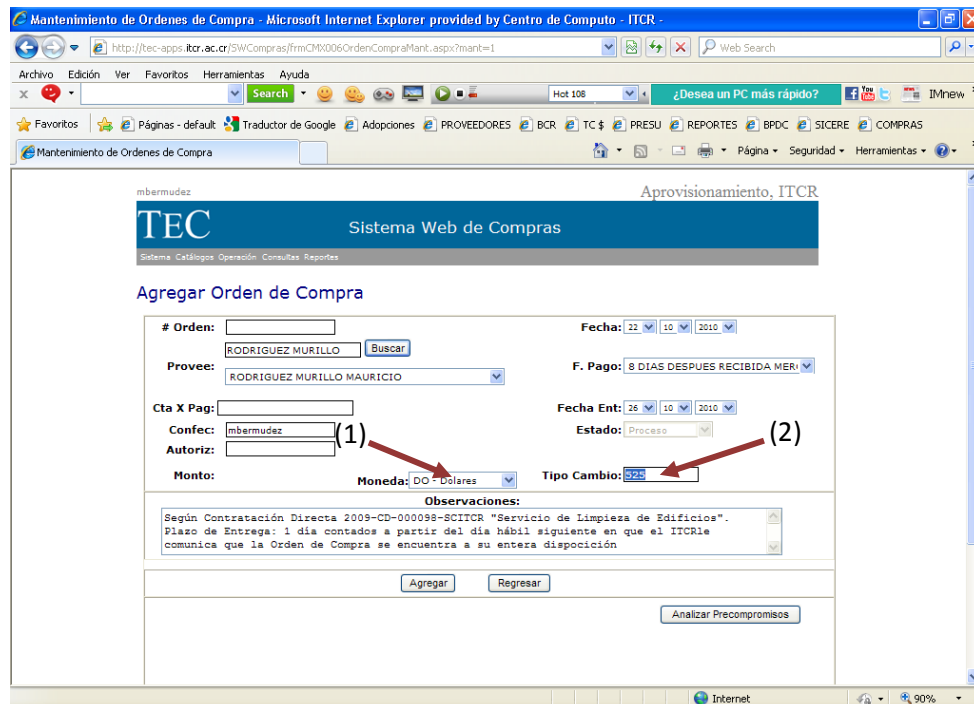 Mantenimiento de Ordenes de Compra - Microsoft Internet Explorer provided by Centro de Computo - ITCR -
http://tec-apps.itcr.ac.cr/SWCompras/frmCMX006OrdenCompraMant.aspx?mant=1 Web Search
Archivo Edición Ver Favoritos Herramientas Ayuda
Search Hot 108 ¿Desea un PC más rápido? IMnew
Favoritos Páginas - default Traductor de Google Adopciones PROVEEDORES BCR TC $ PRESU REPORTES BPDC SICERE COMPRAS
Mantenimiento de Ordenes de Compra Página Seguridad Herramientas
mbermudez Aprovisionamiento, ITCR
TEC Sistema Web de Compras
Sistema Catálogos Operación Consultas Reportes
Agregar Orden de Compra
# Orden: Fecha: 22 10 2010
RODRIGUEZ MURILLO Buscar
Provee: RODRIGUEZ MURILLO MAURICIO F. Pago: 8 DIAS DESPUES RECIBIDA MER
Cta X Pag: Fecha Ent: 26 10 2010
Confec: mbermudez (1) Estado: Proceso (2)
Autoriz:
Monto: Moneda: DO - Dolares Tipo Cambio: 525
Observaciones:
Según Contratación Directa 2009-CD-000098-SCITCR "Servicio de Limpieza de Edificios".
Plazo de Entrega: 1 día contados a partir del día hábil siguiente en que el ITCRle
comunica que la Orden de Compra se encuentra a su entera disposición
Agregar Regresar
Analizar Precompromisos
Internet 90%